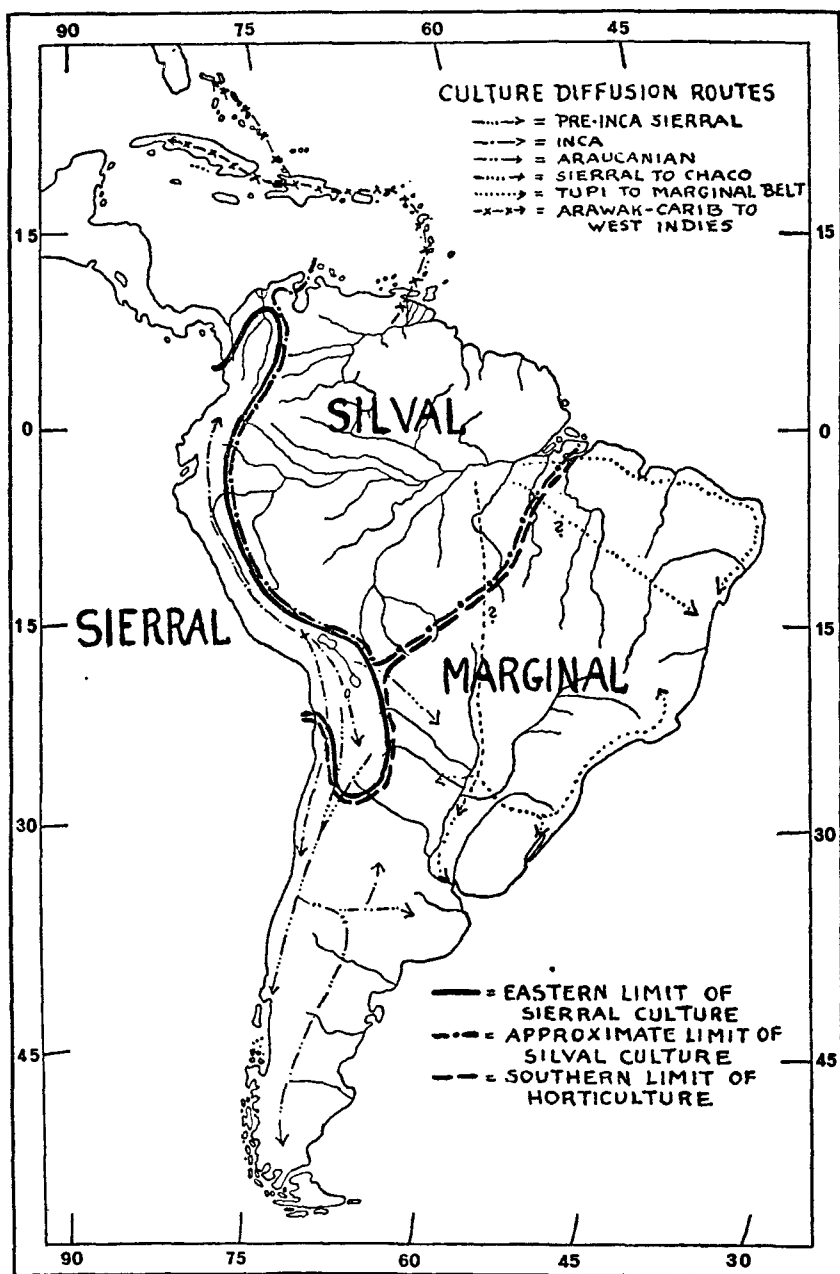 90 75 60 45
CULTURE DIFFUSION ROUTES
= PRE-INCA SIERRAL
= INCA
= ARAUCANIAN
= SIERRAL TO CHACO
= TUPI TO MARGINAL BELT
= ARAWAK-CARIB TO
WEST INDIES
15 15
SILVAL
0 0
?
?
SIERRAL
15 15
MARGINAL
30 30
= EASTERN LIMIT OF
SIERRAL CULTURE
= APPROXIMATE LIMIT OF
SILVAL CULTURE
45 45
= SOUTHERN LIMIT OF
HORTICULTURE
90 75 60 45 30